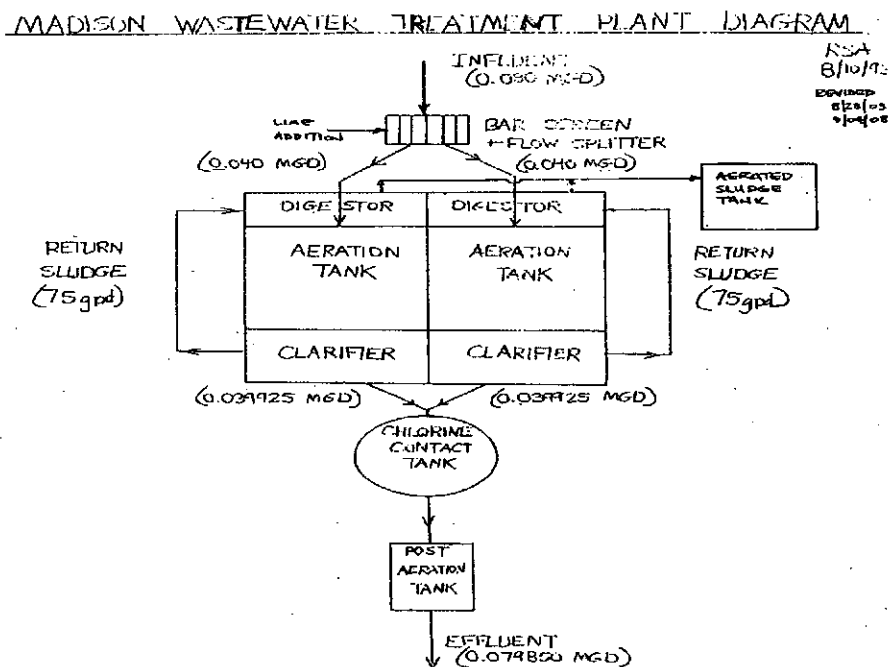 MADISON WASTEWATER TREATMENT PLANT DIAGRAM
RSA
8/10/93
REVISED
8/28/03
INFLUENT
(0.080 MGD)
LIME
ADDITION
BAR SCREEN
+ FLOW SPLITTER
(0.040 MGD)
(0.040 MGD)
AERATED
SLUDGE
TANK
DIGESTOR
DIGESTOR
RETURN
SLUDGE
(75gpd)
AERATION
TANK
AERATION
TANK
RETURN
SLUDGE
(75gpd)
CLARIFIER
CLARIFIER
(0.039925 MGD)
(0.039925 MGD)
CHLORINE
CONTACT
TANK
POST
AERATION
TANK
EFFLUENT
(0.079850 MGD)